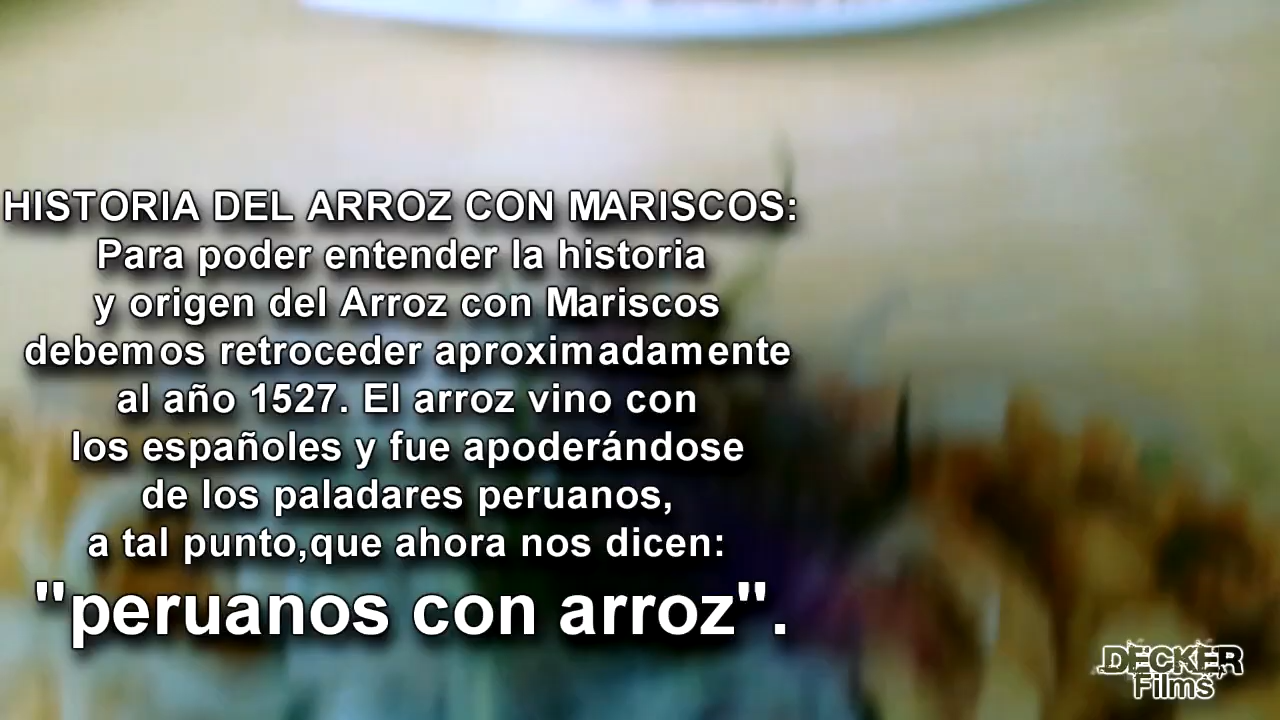 HISTORIA DEL ARROZ CON MARISCOS:
Para poder entender la historia
y origen del Arroz con Mariscos
debemos retroceder aproximadamente
al año 1527. El arroz vino con
los españoles y fue apoderándose
de los paladares peruanos,
a tal punto,que ahora nos dicen:
"peruanos con arroz".
DECKER
Films